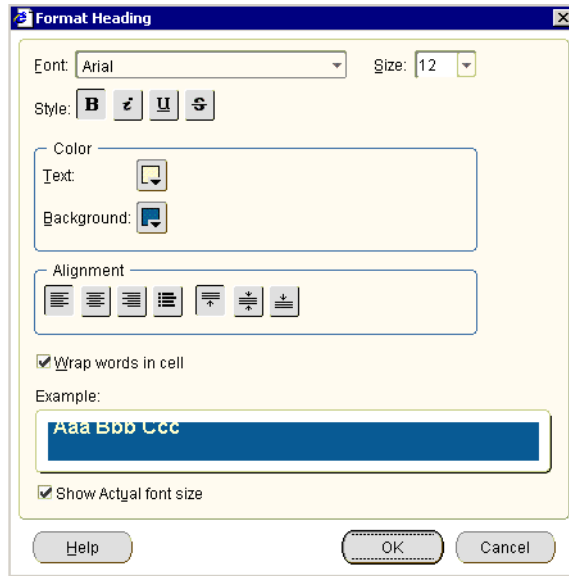 Format Heading
Font: Arial Size: 12
Style: B i U S
Color
Text:
Background:
Alignment
Wrap words in cell
Example:
Aaa Bbb Ccc
Show Actual font size
Help OK Cancel